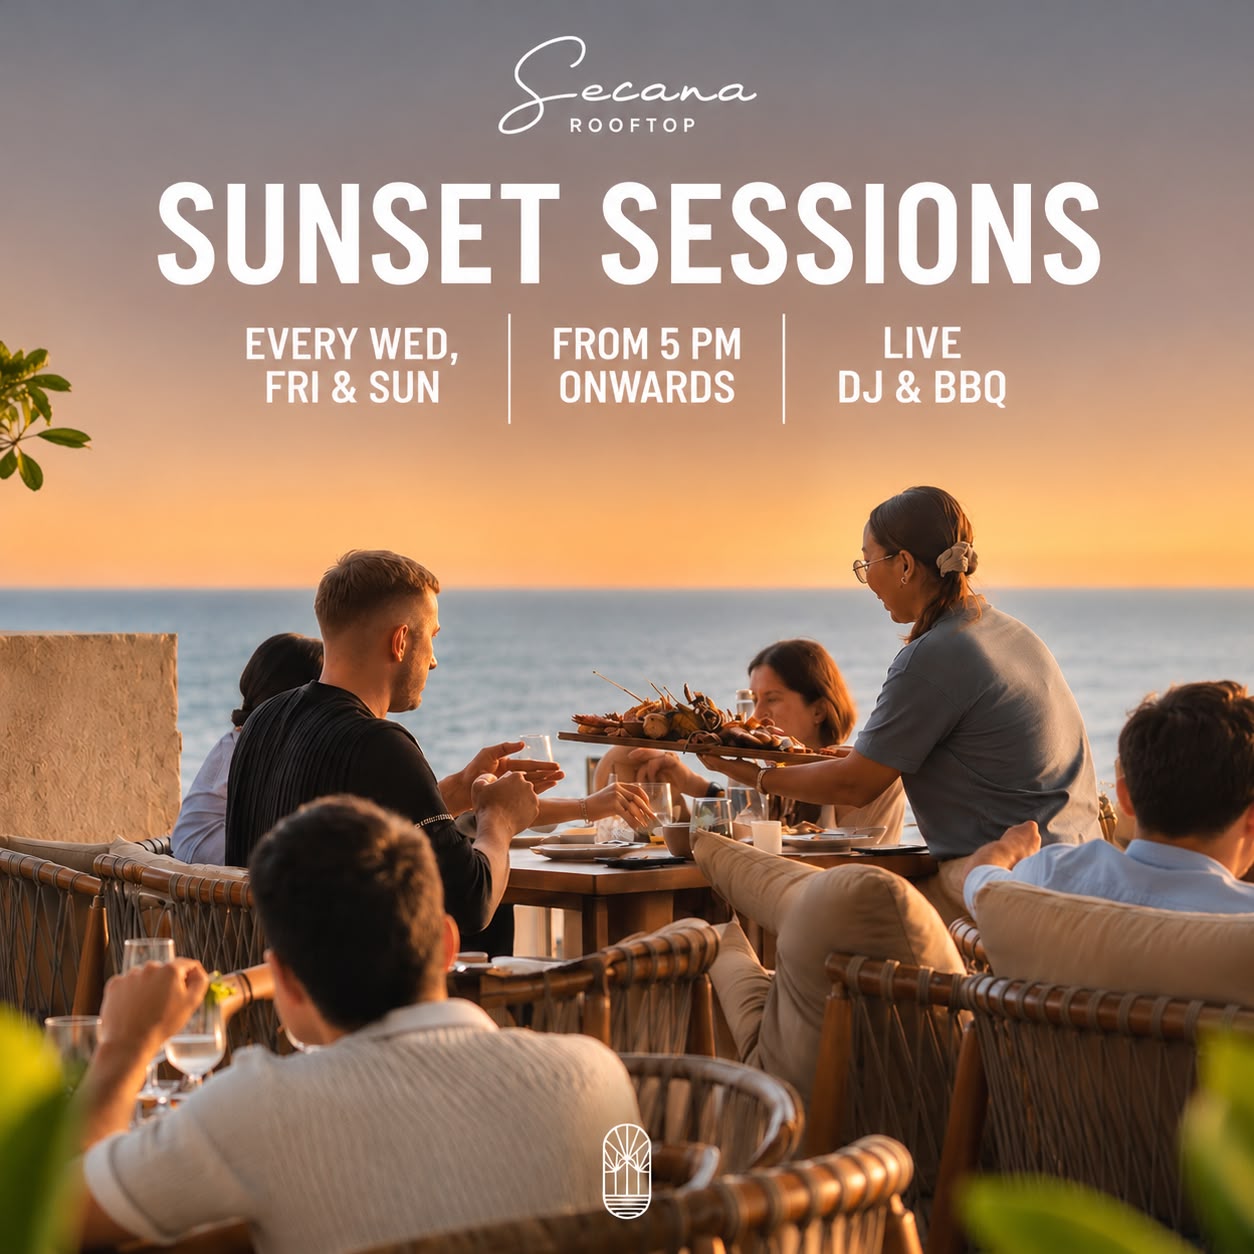 Secana
ROOFTOP
SUNSET SESSIONS
EVERY WED,
FRI & SUN
FROM 5 PM
ONWARDS
LIVE
DJ & BBQ